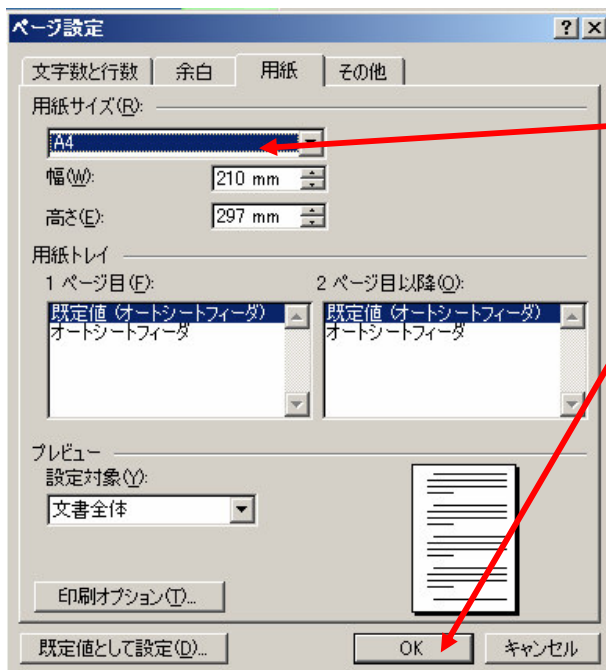 ページ設定
文字数と行数 余白 用紙 その他
用紙サイズ(R):
A4
幅(W): 210 mm
高さ(E): 297 mm
用紙トレイ
1 ページ目(F): 2 ページ目以降(O):
既定値 (オートシートフィーダ) 既定値 (オートシートフィーダ)
オートシートフィーダ オートシートフィーダ
プレビュー
設定対象(Y):
文書全体
印刷オプション(T)...
既定値として設定(D)... OK キャンセル